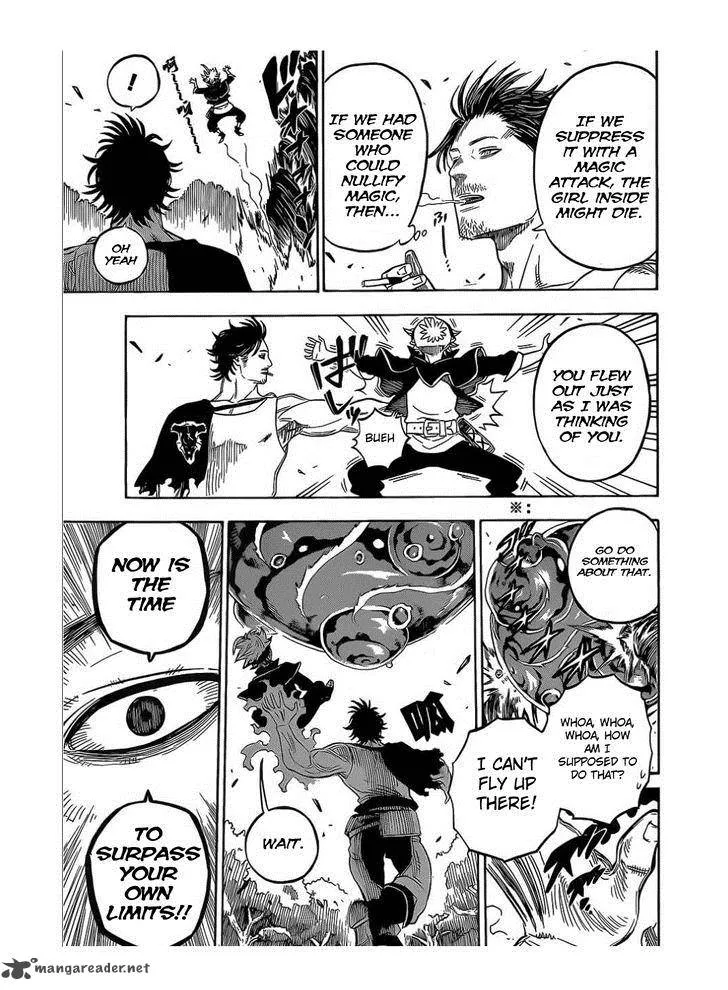 IF WE
SUPPRESS
IT WITH A
MAGIC
ATTACK, THE
GIRL INSIDE
MIGHT DIE.
IF WE HAD
SOMEONE
WHO
COULD
NULLIFY
MAGIC,
THEN...
!
OH
YEAH
YOU FLEW
OUT JUST
AS I WAS
THINKING
OF YOU.
BUEH
※:
GO DO
SOMETHING
ABOUT THAT.
WHOA, WHOA,
WHOA, HOW
AM I
SUPPOSED TO
DO THAT?
I CAN'T
FLY UP
THERE!
WAIT.
NOW IS
THE
TIME
TO
SURPASS
YOUR
OWN
LIMITS!!
mangareader.net